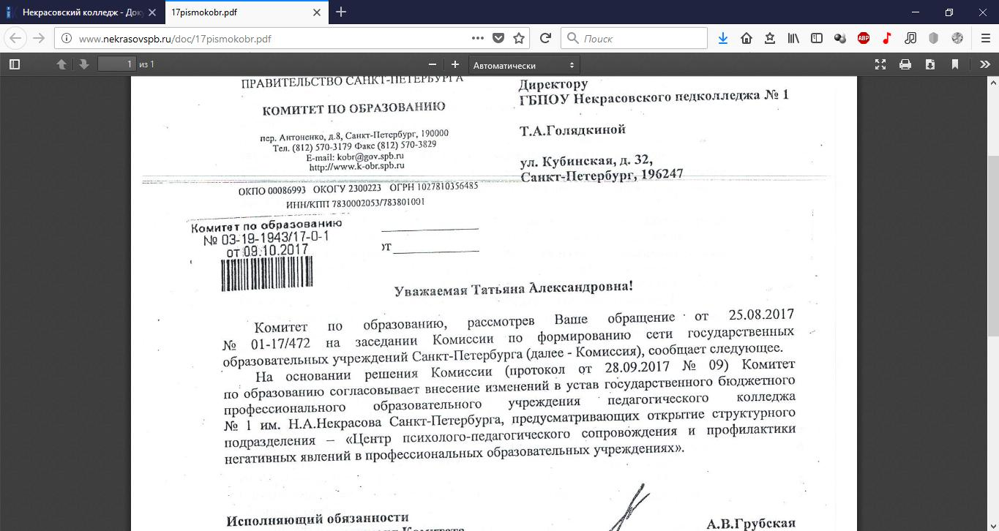 Некрасовский колледж - Доку
17pismokobr.pdf
www.nekrasovspb.ru/doc/17pismokobr.pdf
Поиск
ABP
1 из 1
Автоматически
ПРАВИТЕЛЬСТВО САНКТ-ПЕТЕРБУРГА
КОМИТЕТ ПО ОБРАЗОВАНИЮ
пер. Антоненко, д.8, Санкт-Петербург, 190000
Тел. (812) 570-3179 Факс (812) 570-3829
E-mail: kobr@gov.spb.ru
http://www.k-obr.spb.ru
ОКПО 00086993 ОКОГУ 2300223 ОГРН 1027810356485
ИНН/КПП 7830002053/783801001
Директору
ГБПОУ Некрасовского педколледжа № 1
Т.А.Голядкиной
ул. Кубинская, д. 32,
Санкт-Петербург, 196247
Комитет по образованию
№ 03-19-1943/17-0-1
от 09.10.2017
от
Уважаемая Татьяна Александровна!
Комитет по образованию, рассмотрев Ваше обращение от 25.08.2017
№ 01-17/472 на заседании Комиссии по формированию сети государственных
образовательных учреждений Санкт-Петербурга (далее - Комиссия), сообщает следующее.
На основании решения Комиссии (протокол от 28.09.2017 № 09) Комитет
по образованию согласовывает внесение изменений в устав государственного бюджетного
профессионального образовательного учреждения педагогического колледжа
№ 1 им. Н.А.Некрасова Санкт-Петербурга, предусматривающих открытие структурного
подразделения – «Центр психолого-педагогического сопровождения и профилактики
негативных явлений в профессиональных образовательных учреждениях».
Исполняющий обязанности
Комитета
А.В.Грубская